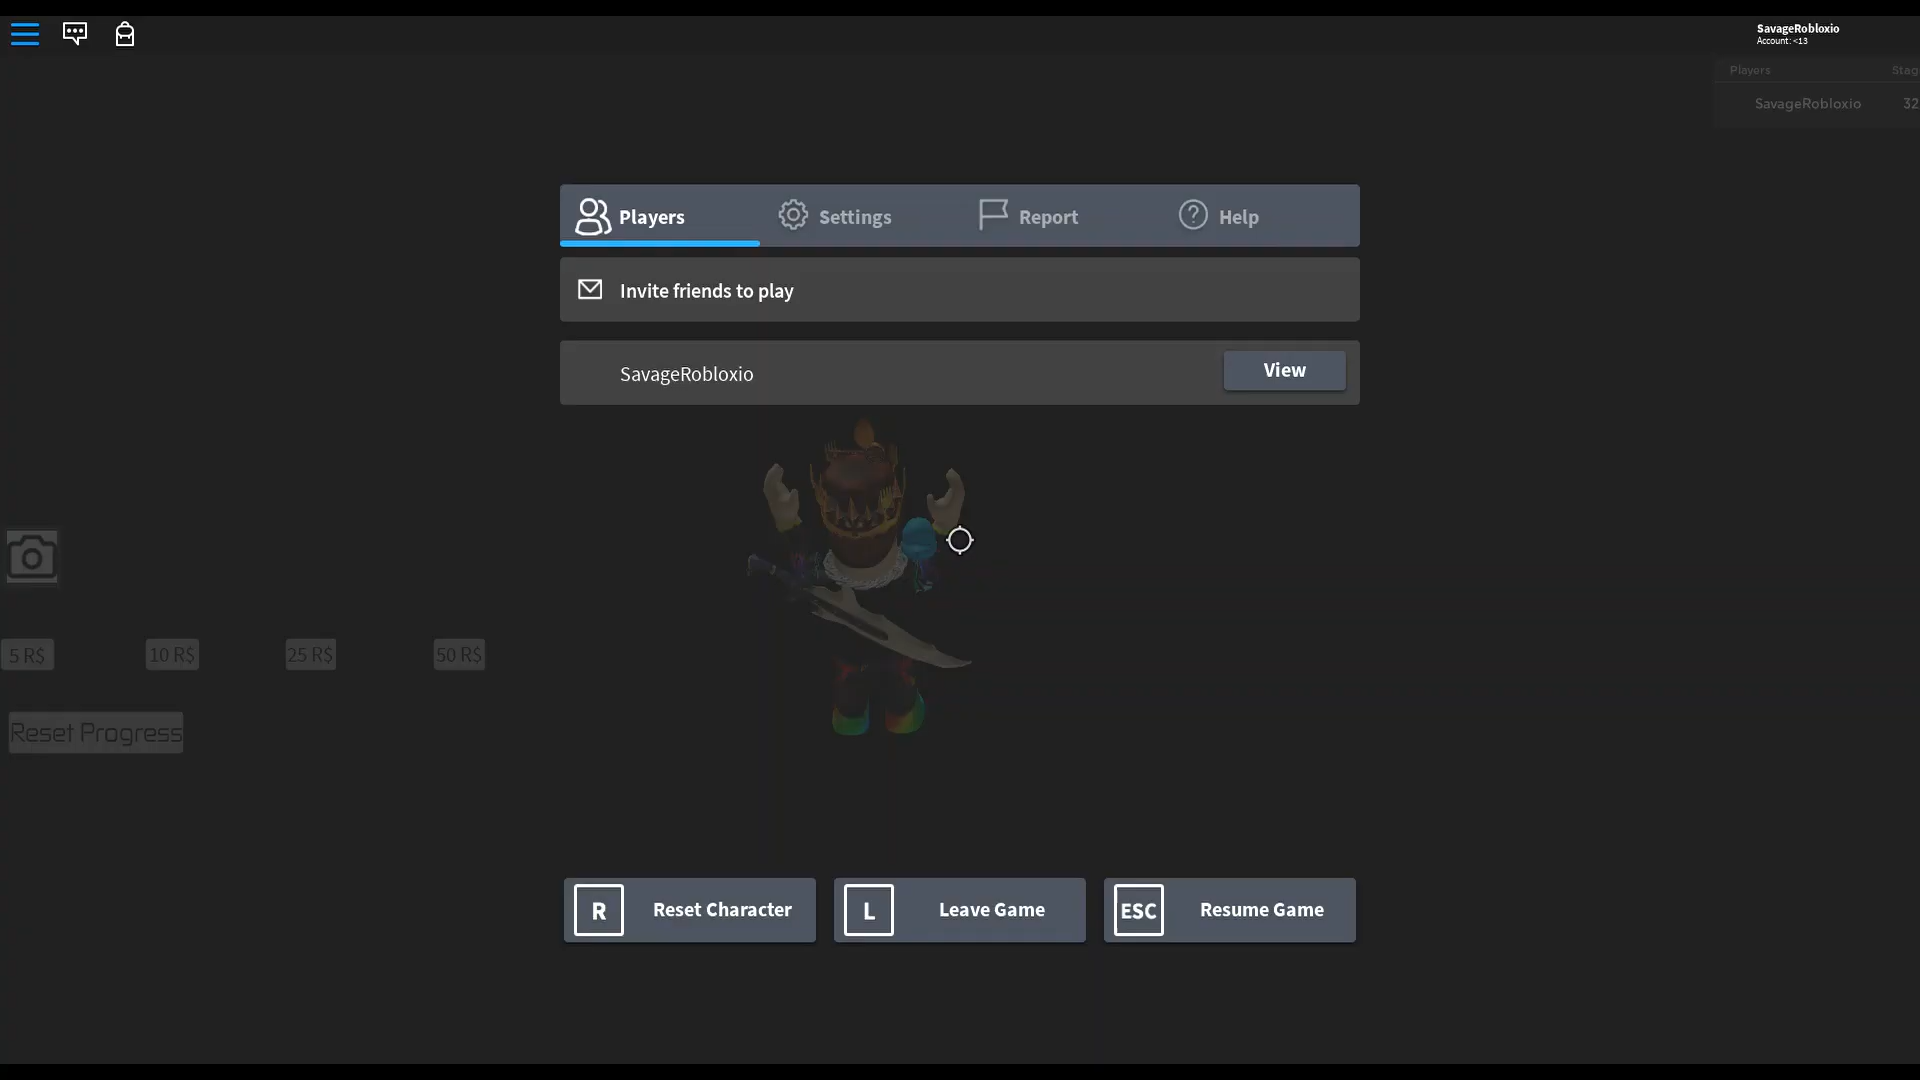 SavageRobloxio
Account: <13
Players Stag
SavageRobloxio 32
Players Settings Report Help
Invite friends to play
SavageRobloxio View
5 R$ 10 R$ 25 R$ 50 R$
Reset Progress
R Reset Character L Leave Game ESC Resume Game